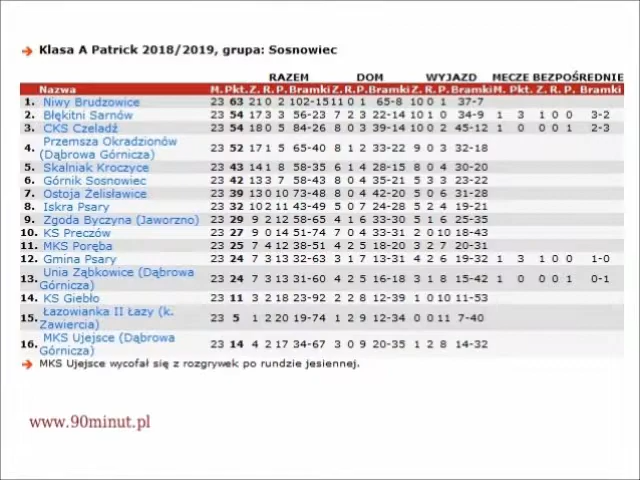 Klasa A Patrick 2018/2019, grupa: Sosnowiec
RAZEM DOM WYJAZD MECZE BEZPOŚREDNIE
Nazwa M. Pkt. Z. R. P. Bramki Z. R. P. Bramki Z. R. P. Bramki M. Pkt. Z. R. P. Bramki
1. Niwy Brudzowice 23 63 21 0 2 102-15 11 0 1 65-8 10 0 1 37-7
2. Błękitni Sarnów 23 54 17 3 3 56-23 7 2 3 22-14 10 1 0 34-9 1 3 1 0 0 3-2
3. CKS Czeladź 23 54 18 0 5 84-26 8 0 3 39-14 10 0 2 45-12 1 0 0 0 1 2-3
4. Przemsza Okradzionów (Dąbrowa Górnicza) 23 52 17 1 5 65-40 8 1 2 33-22 9 0 3 32-18
5. Skalniak Kroczyce 23 43 14 1 8 58-35 6 1 4 28-15 8 0 4 30-20
6. Górnik Sosnowiec 23 42 13 3 7 58-43 8 0 4 35-21 5 3 3 23-22
7. Ostoja Żelisławice 23 39 13 0 10 73-48 8 0 4 42-20 5 0 6 31-28
8. Iskra Psary 23 32 10 2 11 43-49 5 0 7 24-28 5 2 4 19-21
9. Zgoda Byczyna (Jaworzno) 23 29 9 2 12 58-65 4 1 6 33-30 5 1 6 25-35
10. KS Preczów 23 27 9 0 14 51-74 7 0 4 33-31 2 0 10 18-43
11. MKS Poręba 23 25 7 4 12 38-51 4 2 5 18-20 3 2 7 20-31
12. Gmina Psary 23 24 7 3 13 32-63 3 1 7 13-31 4 2 6 19-32 1 3 1 0 0 1-0
13. Unia Ząbkowice (Dąbrowa Górnicza) 23 24 7 3 13 31-60 4 2 5 16-18 3 1 8 15-42 1 0 0 0 1 0-1
14. KS Giebło 23 11 3 2 18 23-92 2 2 8 12-39 1 0 10 11-53
15. Łazowianka II Łazy (k. Zawiercia) 23 5 1 2 20 19-74 1 2 9 12-34 0 0 11 7-40
16. MKS Ujejsce (Dąbrowa Górnicza) 23 14 4 2 17 34-67 3 0 9 20-35 1 2 8 14-32
MKS Ujejsce wycofał się z rozgrywek po rundzie jesiennej.
www.90minut.pl